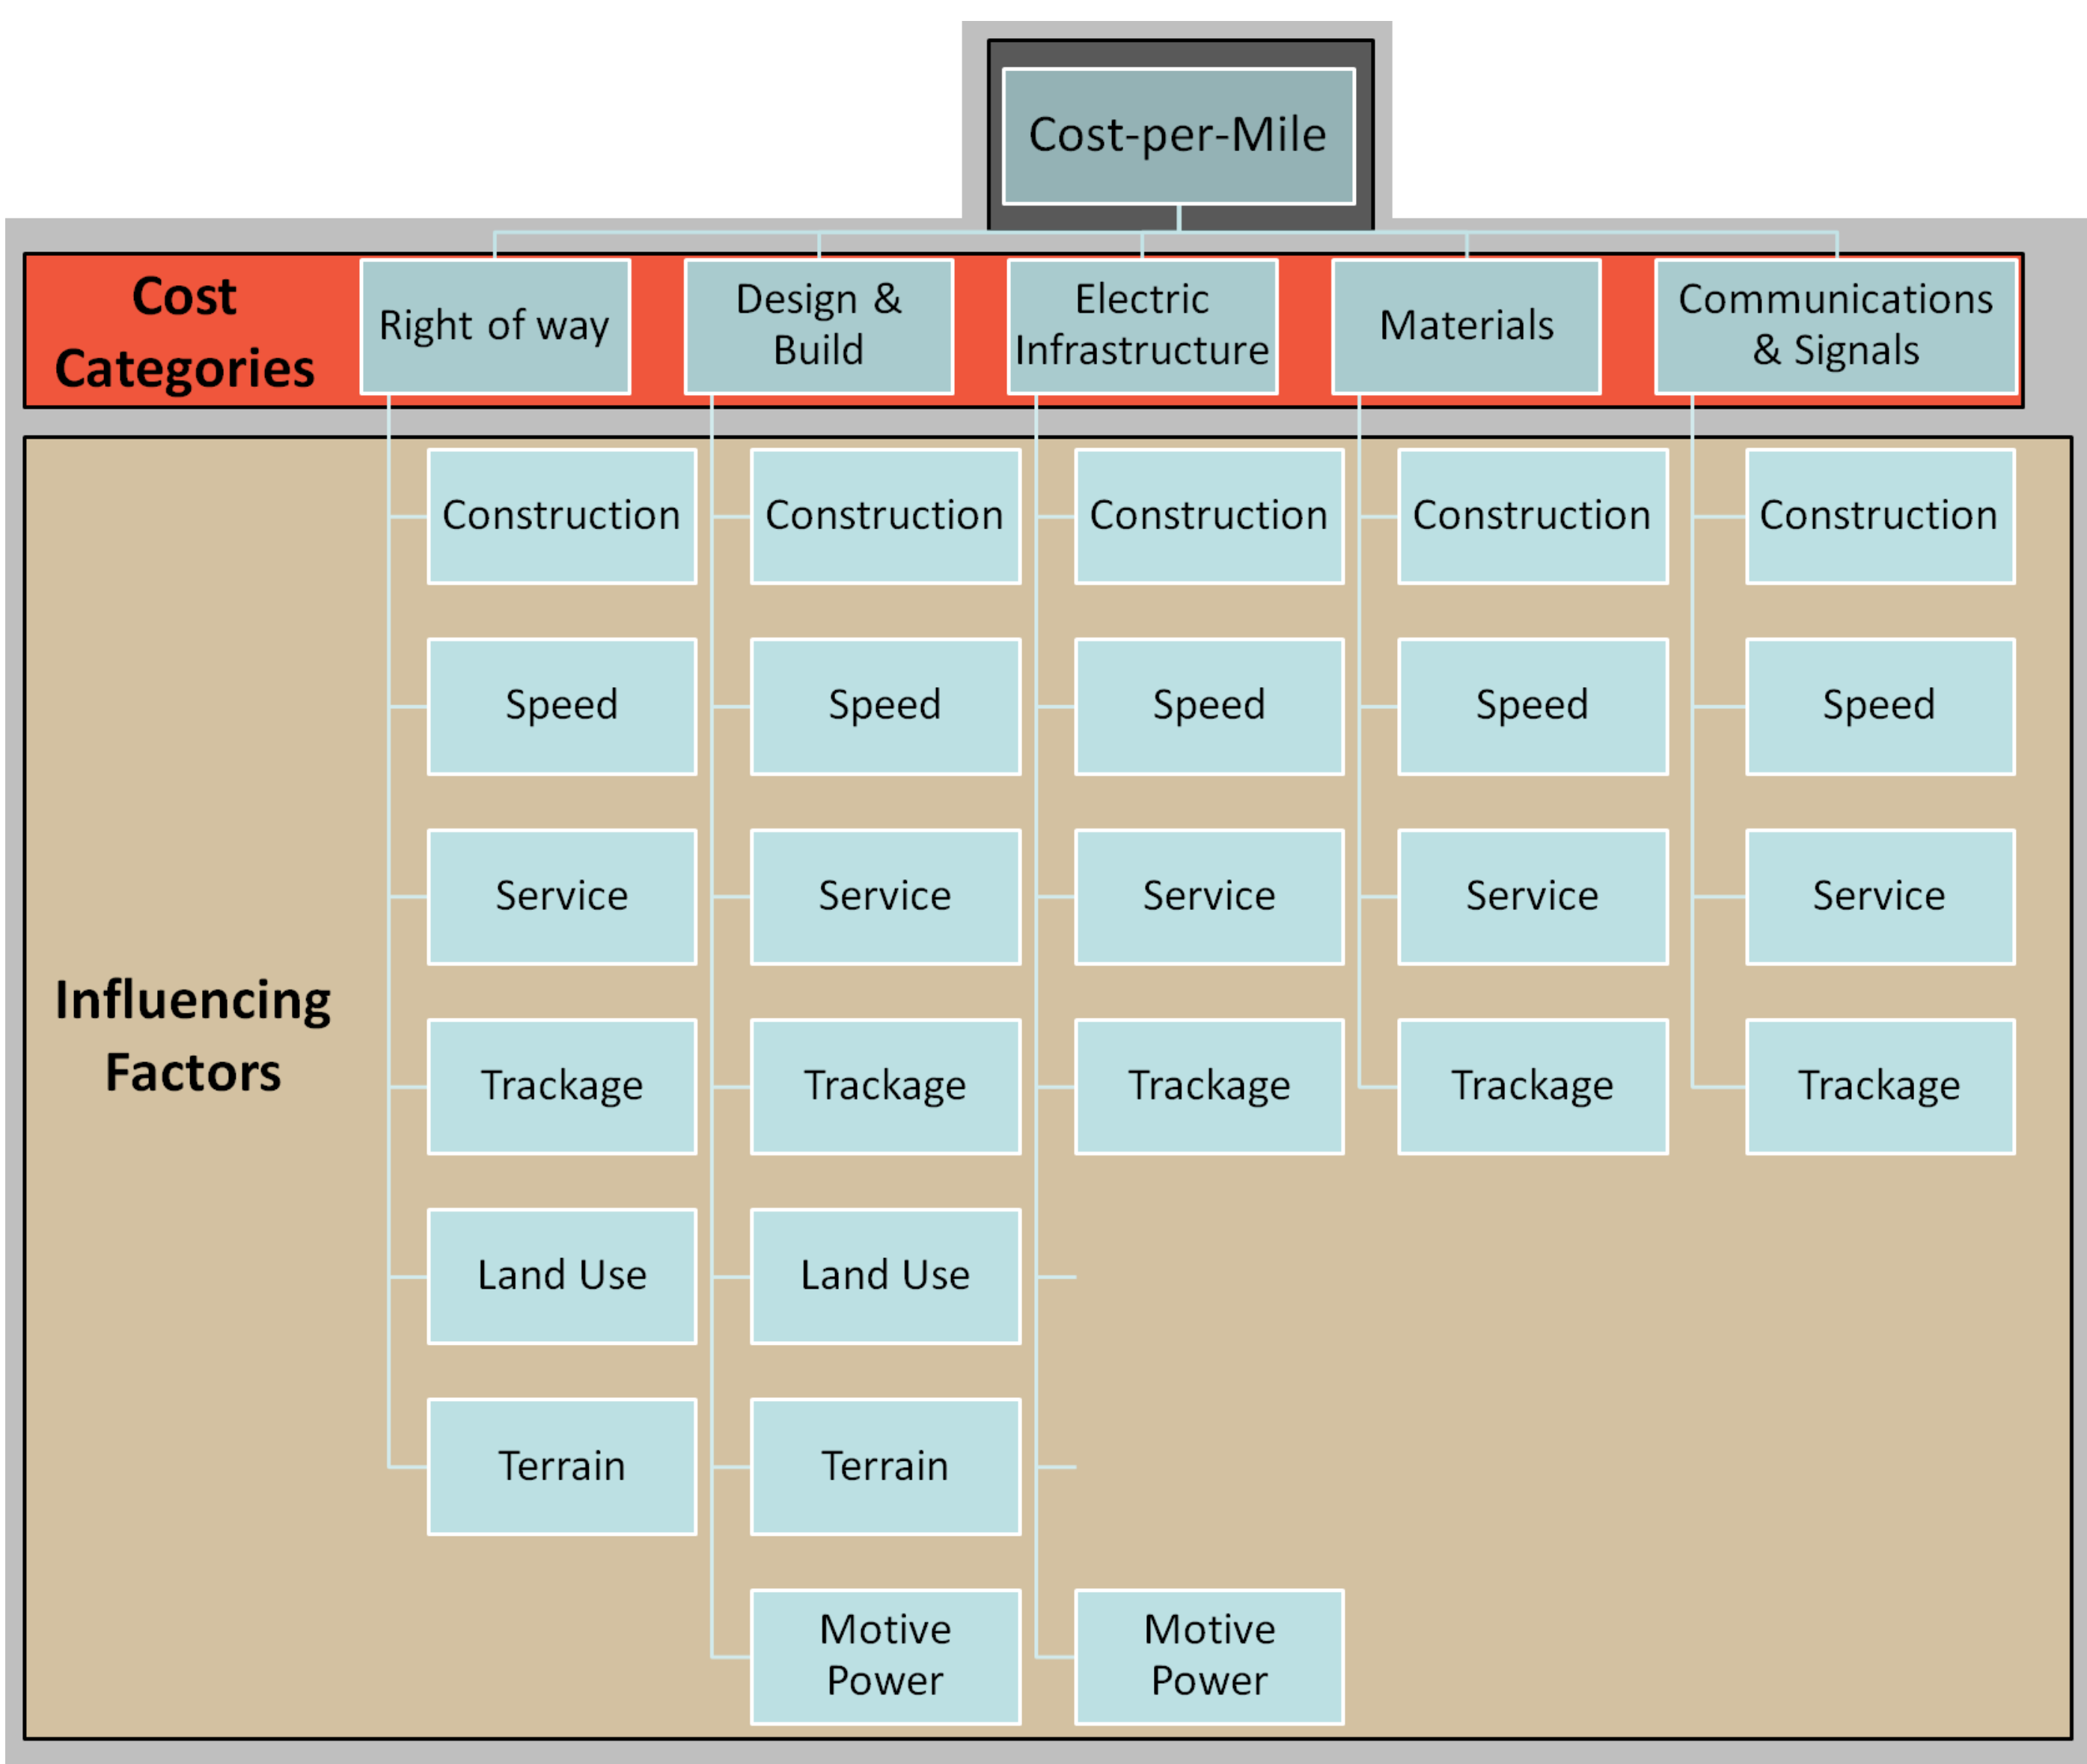 Cost-per-Mile
Cost
Categories
Right of way
Design &
Build
Electric
Infrastructure
Materials
Communications
& Signals
Influencing
Factors
Construction
Construction
Construction
Construction
Construction
Speed
Speed
Speed
Speed
Speed
Service
Service
Service
Service
Service
Trackage
Trackage
Trackage
Trackage
Trackage
Land Use
Land Use
Terrain
Terrain
Motive
Power
Motive
Power